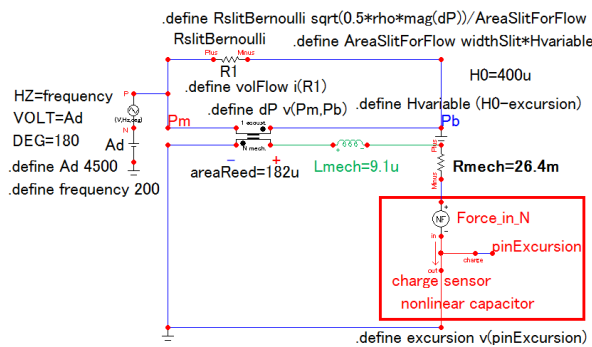 .define RslitBernoulli sqrt(0.5*rho*mag(dP))/AreaSlitForFlow
RslitBernoulli
.define AreaSlitForFlow widthSlit*Hvariable
Plus
Minus
R1
H0=400u
.define volFlow i(R1)
HZ=frequency
P
(V,Hz,deg)
VOLT=Ad
.define dP v(Pm,Pb)
.define Hvariable (H0-excursion)
Pm
1 acoust.
Pb
N
DEG=180
Ad
N mech.
-
+
+
-
Plus
areaReed=182u
Lmech=9.1u
Rmech=26.4m
Minus
.define Ad 4500
.define frequency 200
+
NF
Force_in_N
-
in
pinExcursion
charge
out
charge sensor
nonlinear capacitor
.define excursion v(pinExcursion)